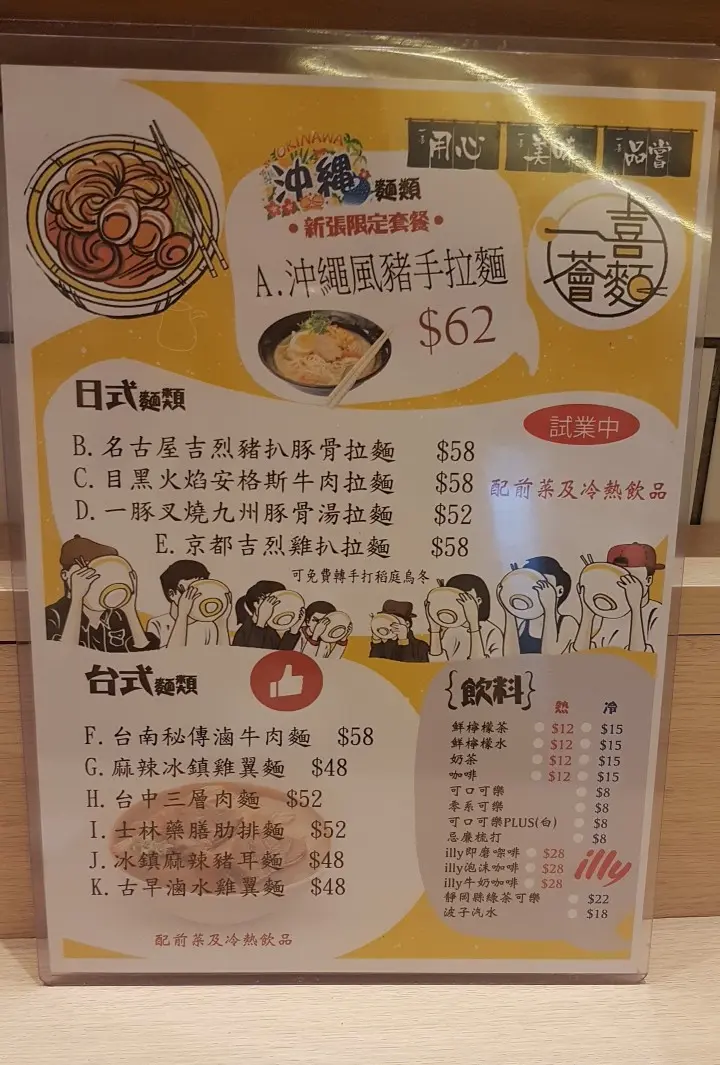 用心 美味 品嘗
OKINAWA
沖繩 麵類
•新張限定套餐•
一喜薈麵
A.沖繩風豬手拉麵
$62
日式麵類
試業中
B.名古屋吉烈豬扒豚骨拉麵 $58
C.目黑火焰安格斯牛肉拉麵 $58
配前菜及冷熱飲品
D.一豚叉燒九州豚骨湯拉麵 $52
E.京都吉烈雞扒拉麵 $58
可免費轉手打稻庭烏冬
台式麵類
F.台南秘傳滷牛肉麵 $58
G.麻辣冰鎮雞翼麵 $48
H.台中三層肉麵 $52
I.士林藥膳肋排麵 $52
J.冰鎮麻辣豬耳麵 $48
K.古早滷水雞翼麵 $48
配前菜及冷熱飲品
{飲料}
熱 冷
鮮檸檬茶 $12 $15
鮮檸檬水 $12 $15
奶茶 $12 $15
咖啡 $12 $15
可口可樂 $8
零系可樂 $8
可口可樂PLUS(白) $8
忌廉梳打 $8
illy即磨咖啡 $28
illy泡沫咖啡 $28
illy牛奶咖啡 $28
illy
靜岡縣綠茶可樂 $22
波子汽水 $18